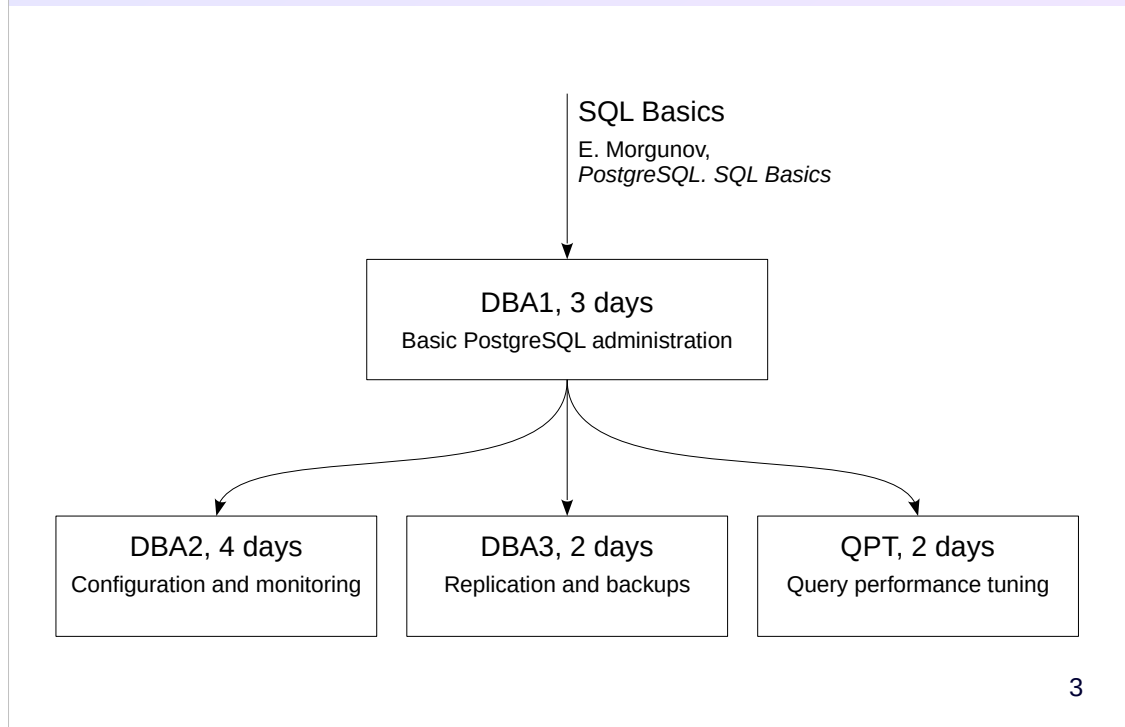 SQL Basics
E. Morgunov,
PostgreSQL. SQL Basics
DBA1, 3 days
Basic PostgreSQL administration
DBA2, 4 days
Configuration and monitoring
DBA3, 2 days
Replication and backups
QPT, 2 days
Query performance tuning
3